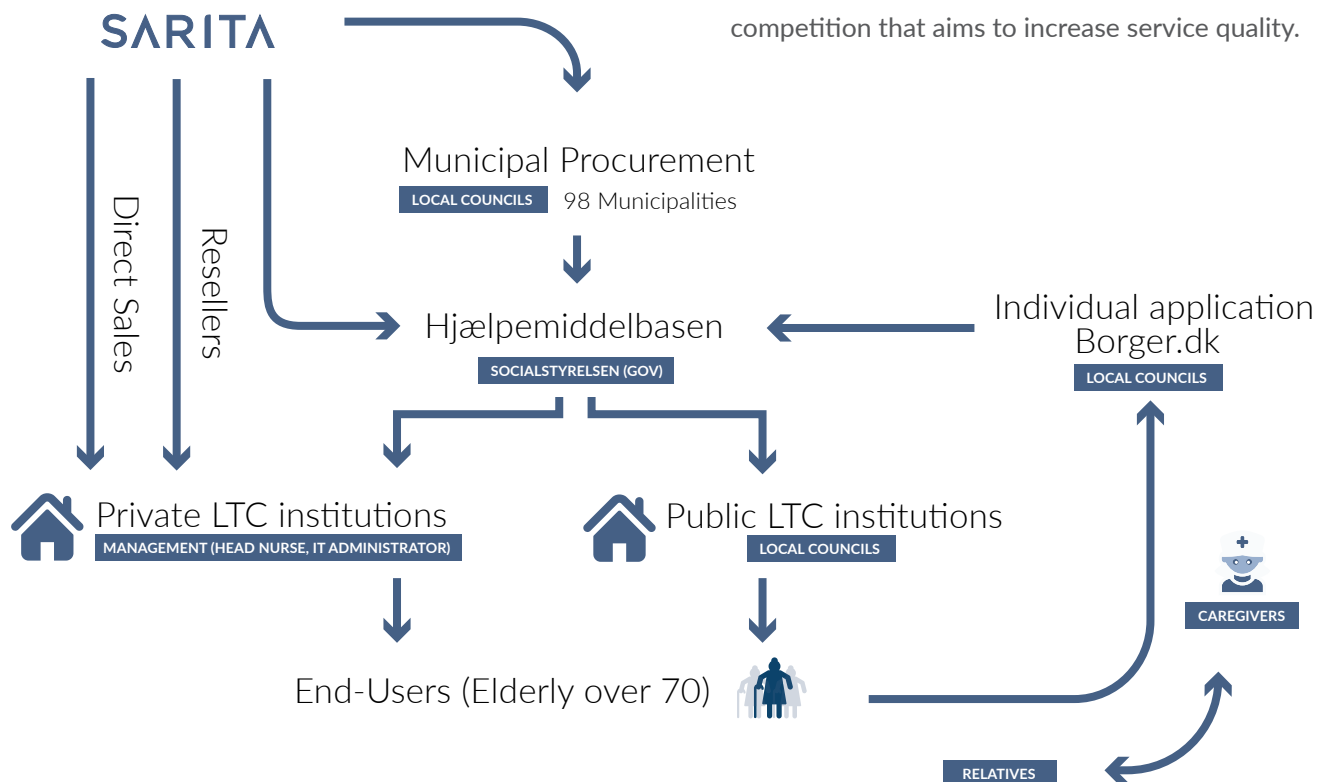 SARITA
competition that aims to increase service quality.
Municipal Procurement
LOCAL COUNCILS 98 Municipalities
Direct Sales
Resellers
Hjælpemiddelbasen
SOCIALSTYRELSEN (GOV)
Individual application
Borger.dk
LOCAL COUNCILS
Private LTC institutions
MANAGEMENT (HEAD NURSE, IT ADMINISTRATOR)
Public LTC institutions
LOCAL COUNCILS
CAREGIVERS
End-Users (Elderly over 70)
RELATIVES